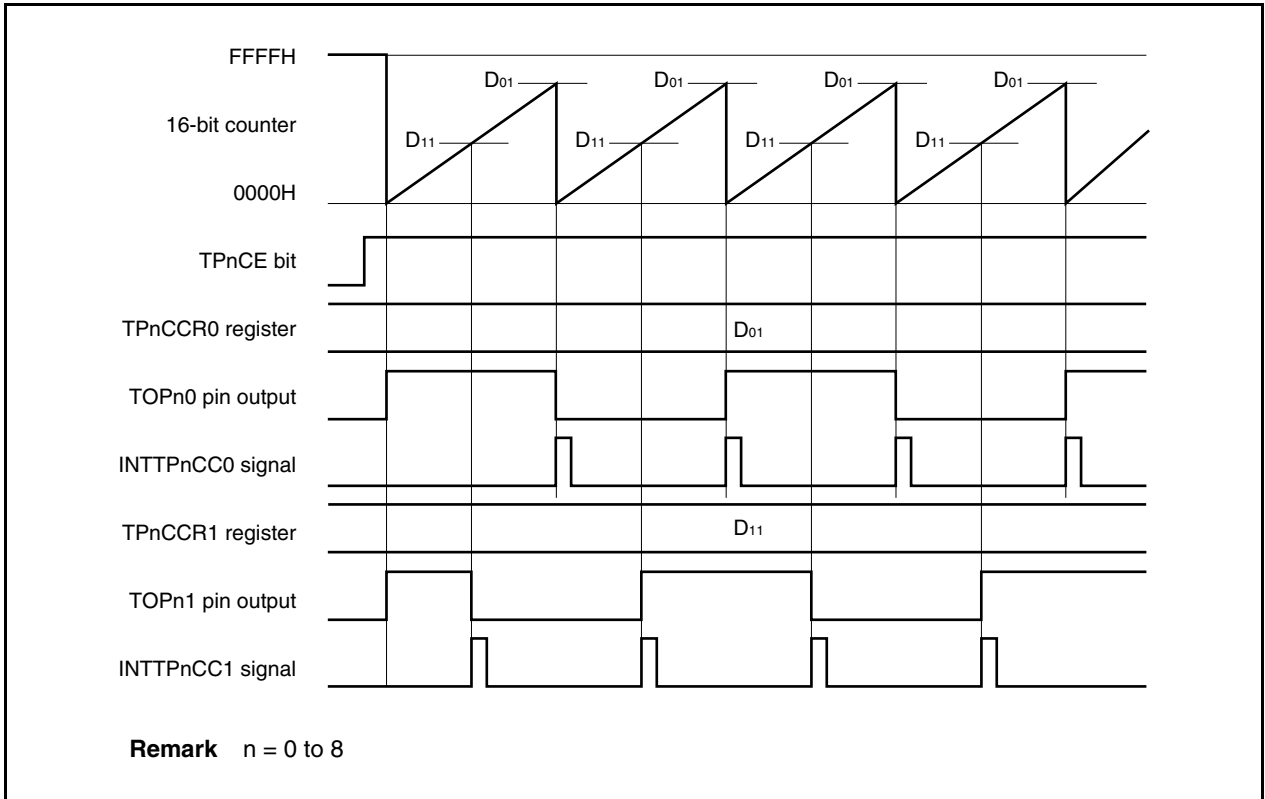 FFFFH
D01 D01 D01 D01
16-bit counter
D11 D11 D11 D11
0000H
TPnCE bit
TPnCCR0 register
D01
TOPn0 pin output
INTTPnCC0 signal
TPnCCR1 register
D11
TOPn1 pin output
INTTPnCC1 signal
Remark n = 0 to 8